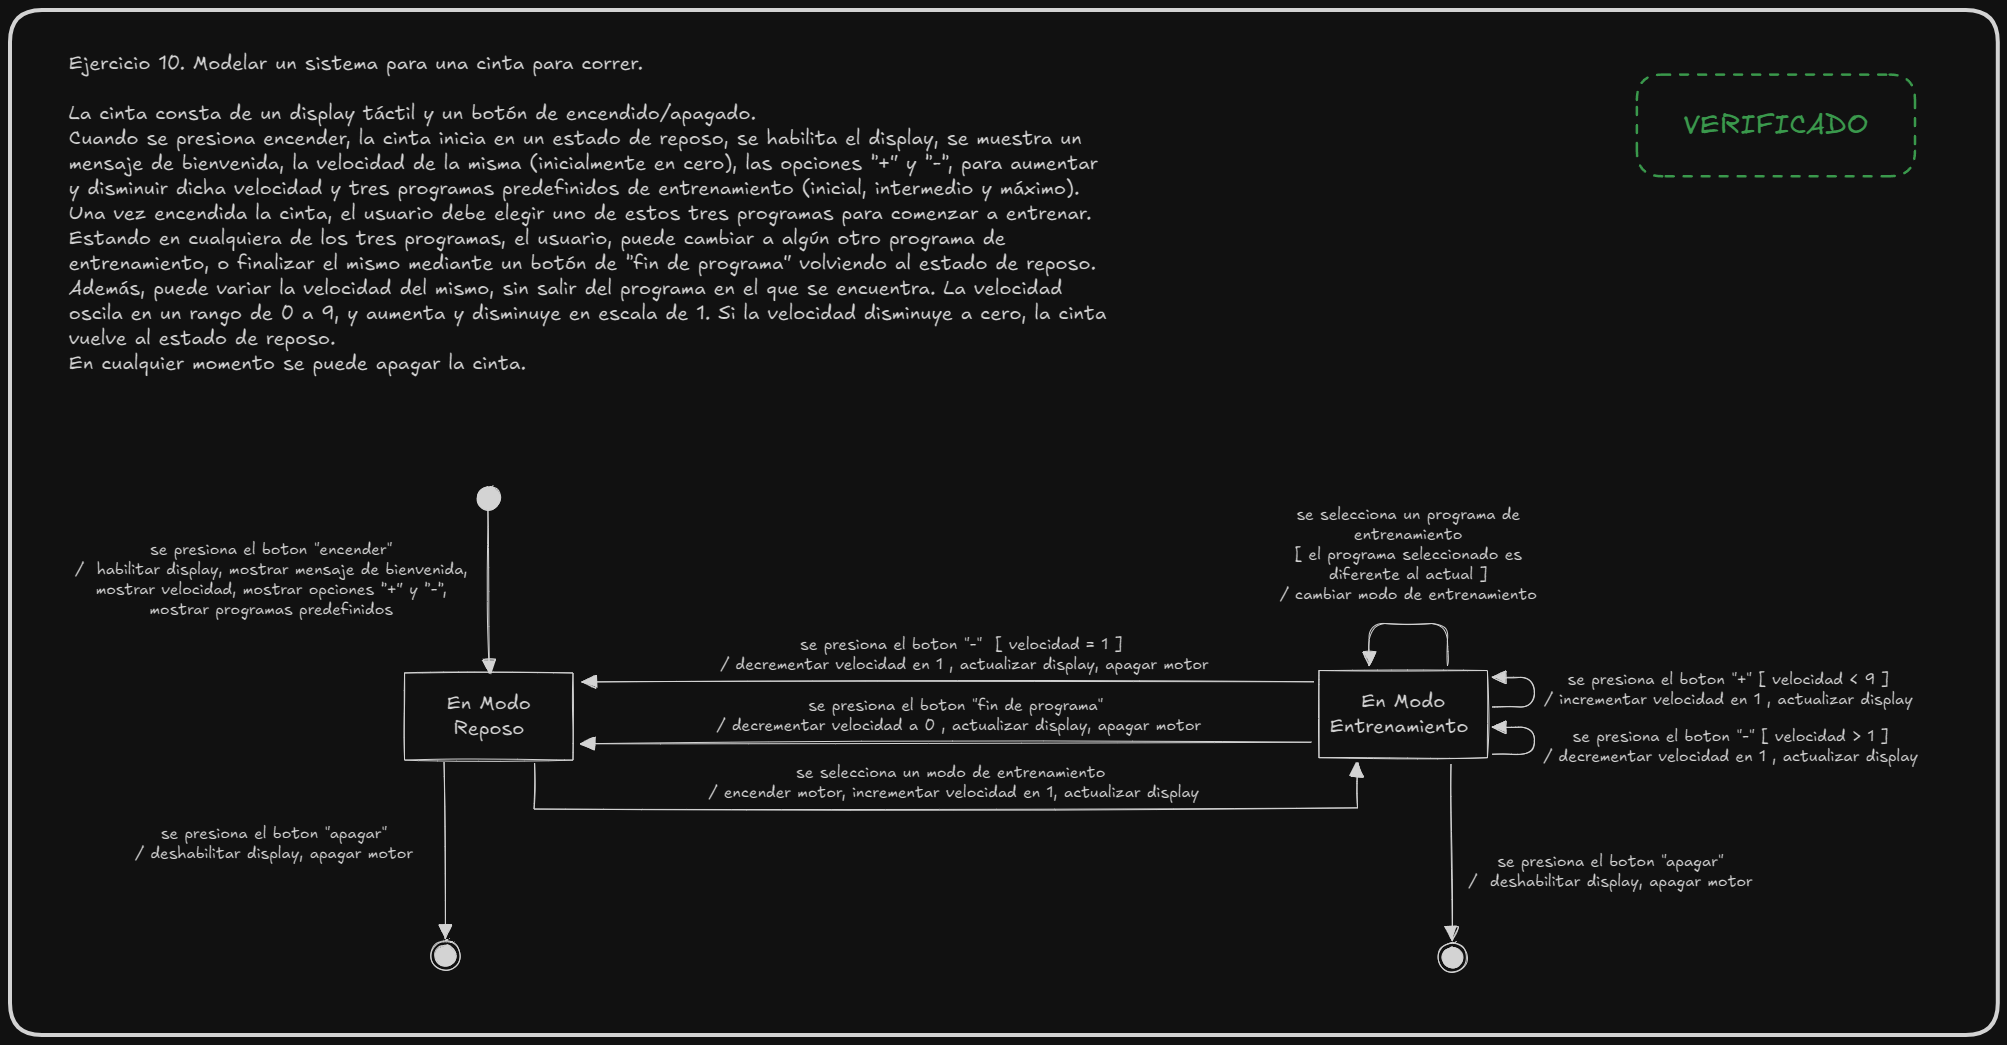 Ejercicio 10. Modelar un sistema para una cinta para correr.
VERIFICADO
La cinta consta de un display táctil y un botón de encendido/apagado.
Cuando se presiona encender, la cinta inicia en un estado de reposo, se habilita el display, se muestra un
mensaje de bienvenida, la velocidad de la misma (inicialmente en cero), las opciones "+" y "-", para aumentar
y disminuir dicha velocidad y tres programas predefinidos de entrenamiento (inicial, intermedio y máximo).
Una vez encendida la cinta, el usuario debe elegir uno de estos tres programas para comenzar a entrenar.
Estando en cualquiera de los tres programas, el usuario, puede cambiar a algún otro programa de
entrenamiento, o finalizar el mismo mediante un botón de "fin de programa" volviendo al estado de reposo.
Además, puede variar la velocidad del mismo, sin salir del programa en el que se encuentra. La velocidad
oscila en un rango de 0 a 9, y aumenta y disminuye en escala de 1. Si la velocidad disminuye a cero, la cinta
vuelve al estado de reposo.
En cualquier momento se puede apagar la cinta.
se presiona el boton "encender"
/ habilitar display, mostrar mensaje de bienvenida,
mostrar velocidad, mostrar opciones "+" y "-",
mostrar programas predefinidos
se selecciona un programa de
entrenamiento
[ el programa seleccionado es
diferente al actual ]
/ cambiar modo de entrenamiento
En Modo
Reposo
se presiona el boton "-" [ velocidad = 1 ]
/ decrementar velocidad en 1 , actualizar display, apagar motor
se presiona el boton "fin de programa"
/ decrementar velocidad a 0 , actualizar display, apagar motor
se selecciona un modo de entrenamiento
/ encender motor, incrementar velocidad en 1, actualizar display
En Modo
Entrenamiento
se presiona el boton "+" [ velocidad < 9 ]
/ incrementar velocidad en 1 , actualizar display
se presiona el boton "-" [ velocidad > 1 ]
/ decrementar velocidad en 1 , actualizar display
se presiona el boton "apagar"
/ deshabilitar display, apagar motor
se presiona el boton "apagar"
/ deshabilitar display, apagar motor